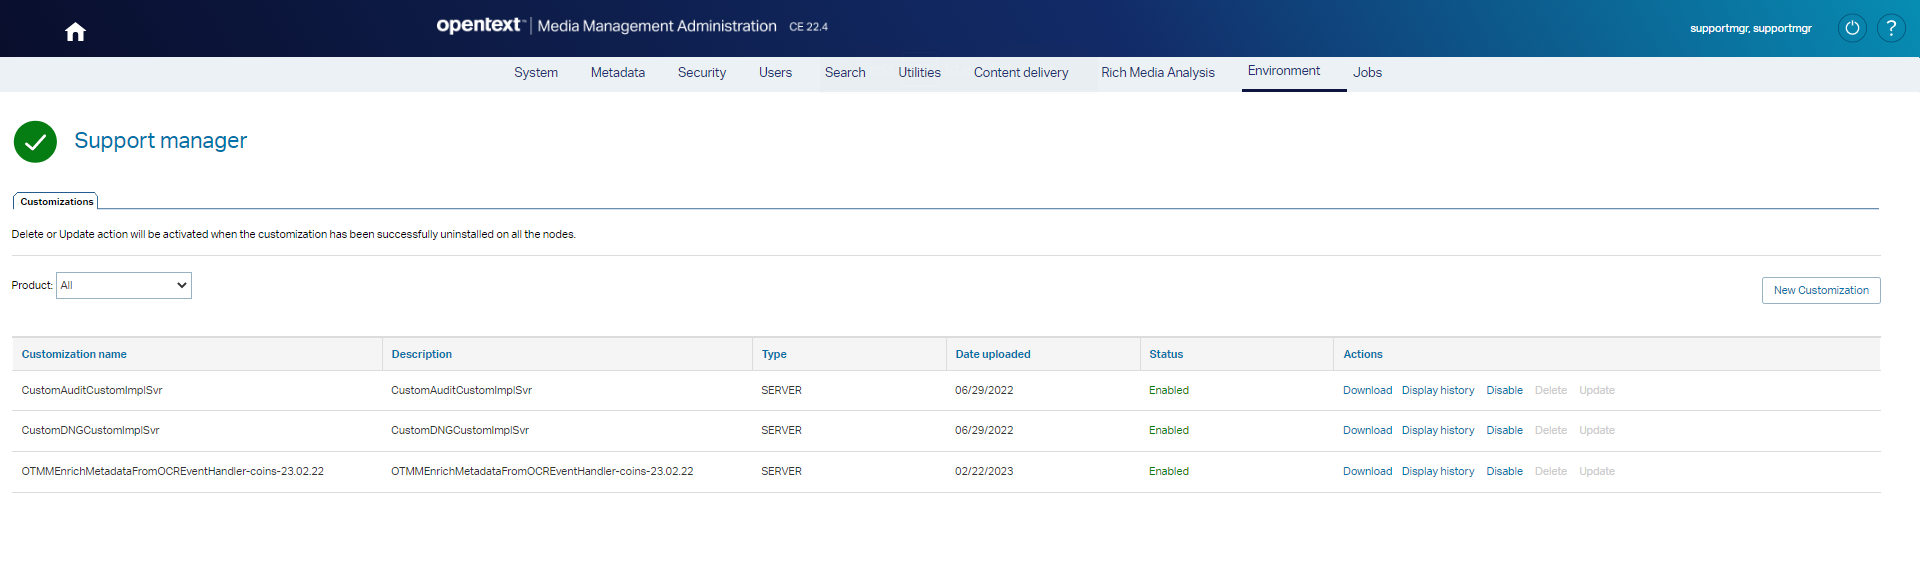 opentext™ | Media Management Administration CE 22.4
supportmgr, supportmgr
?
System Metadata Security Users Search Utilities Content delivery Rich Media Analysis Environment Jobs
Support manager
Customizations
Delete or Update action will be activated when the customization has been successfully uninstalled on all the nodes.
Product: All
New Customization
Customization name Description Type Date uploaded Status Actions
CustomAuditCustomImplSvr CustomAuditCustomImplSvr SERVER 06/29/2022 Enabled Download Display history Disable Delete Update
CustomDNGCustomImplSvr CustomDNGCustomImplSvr SERVER 06/29/2022 Enabled Download Display history Disable Delete Update
OTMMEnrichMetadataFromOCREventHandler-coins-23.02.22 OTMMEnrichMetadataFromOCREventHandler-coins-23.02.22 SERVER 02/22/2023 Enabled Download Display history Disable Delete Update